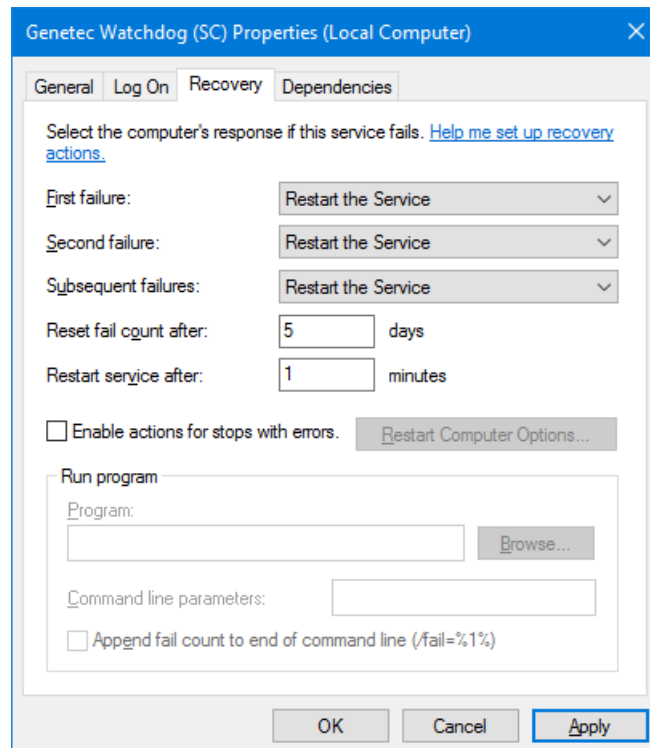 Genetec Watchdog (SC) Properties (Local Computer)
General Log On Recovery Dependencies
Select the computer's response if this service fails. Help me set up recovery
actions.
First failure: Restart the Service
Second failure: Restart the Service
Subsequent failures: Restart the Service
Reset fail count after: 5 days
Restart service after: 1 minutes
Enable actions for stops with errors. Restart Computer Options...
Run program
Program:
Browse...
Command line parameters:
Append fail count to end of command line (/fail=%1%)
OK Cancel Apply